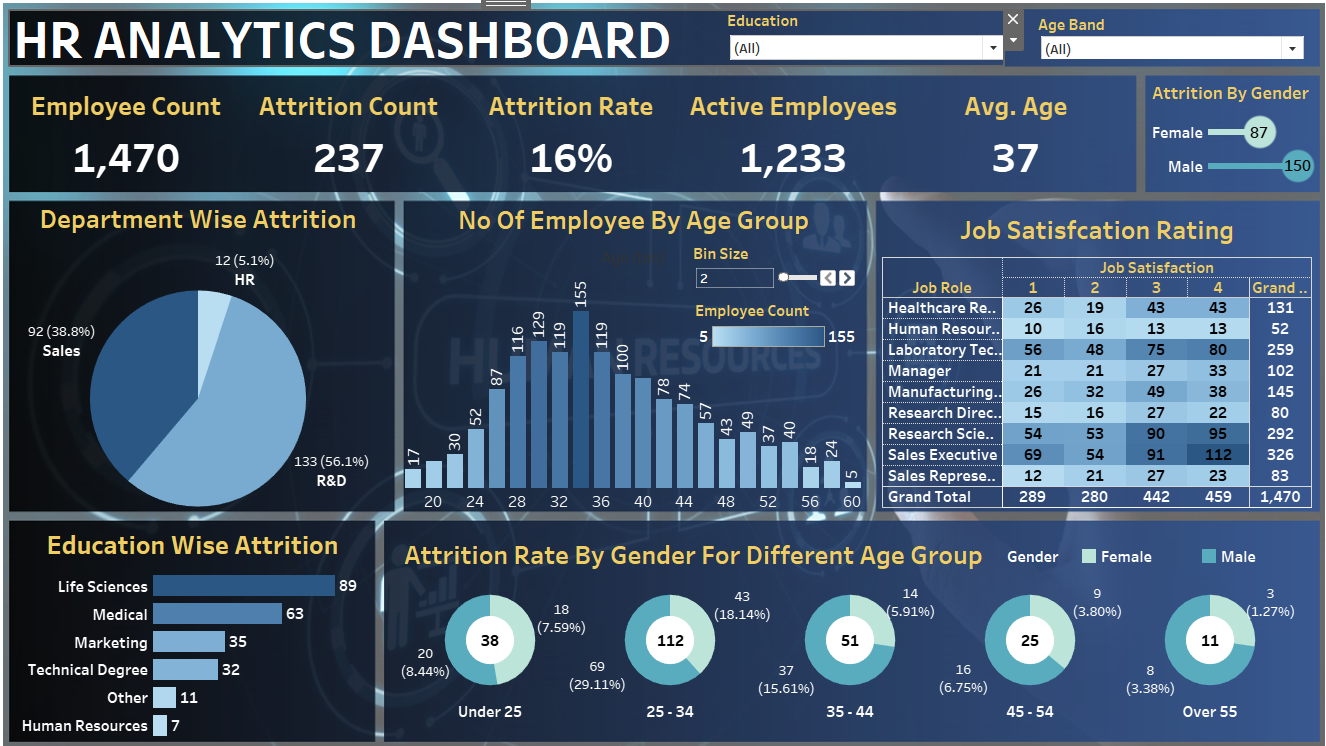 HR ANALYTICS DASHBOARD
Education
(All)
Age Band
(All)
Employee Count
1,470
Attrition Count
237
Attrition Rate
16%
Active Employees
1,233
Avg. Age
37
Attrition By Gender
Female 87
Male 150
Department Wise Attrition
12 (5.1%)
HR
92 (38.8%)
Sales
133 (56.1%)
R&D
No Of Employee By Age Group
Bin Size
2
Employee Count
5 155
17 30 52 87 116 129 119 155 119 100 78 74 57 43 49 37 40 18 24 5
20 24 28 32 36 40 44 48 52 56 60
HUMAN RESOURCES
Job Satisfcation Rating
Job Satisfaction
Job Role 1 2 3 4 Grand ..
Healthcare Re.. 26 19 43 43 131
Human Resour.. 10 16 13 13 52
Laboratory Tec.. 56 48 75 80 259
Manager 21 21 27 33 102
Manufacturing.. 26 32 49 38 145
Research Direc.. 15 16 27 22 80
Research Scie.. 54 53 90 95 292
Sales Executive 69 54 91 112 326
Sales Represe.. 12 21 27 23 83
Grand Total 289 280 442 459 1,470
Education Wise Attrition
Life Sciences 89
Medical 63
Marketing 35
Technical Degree 32
Other 11
Human Resources 7
Attrition Rate By Gender For Different Age Group
Gender Female Male
38
18
(7.59%)
20
(8.44%)
Under 25
112
43
(18.14%)
69
(29.11%)
25 - 34
51
14
(5.91%)
37
(15.61%)
35 - 44
25
9
(3.80%)
16
(6.75%)
45 - 54
11
3
(1.27%)
8
(3.38%)
Over 55